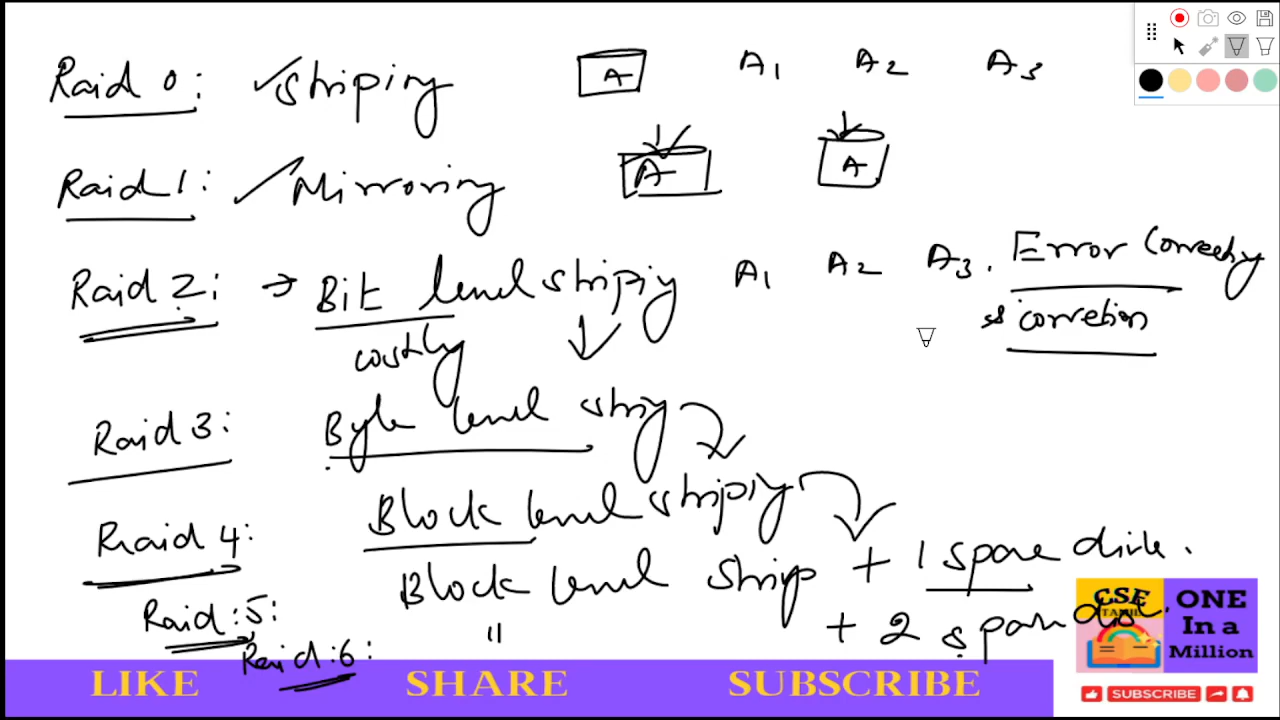 Raid 0: striping A A1 A2 A3
Raid 1: Mirroring A A
Raid 2: → Bit level striping A1 A2 A3. Error Correcting
costly & correction
Raid 3: Byte level strip
Raid 4: Block level striping
Raid:5: Block level strip + 1 spare disk.
Raid:6: " + 2 spare disk.
CSE
TAMIL
ONE
In a
Million
LIKE SHARE SUBSCRIBE
SUBSCRIBE